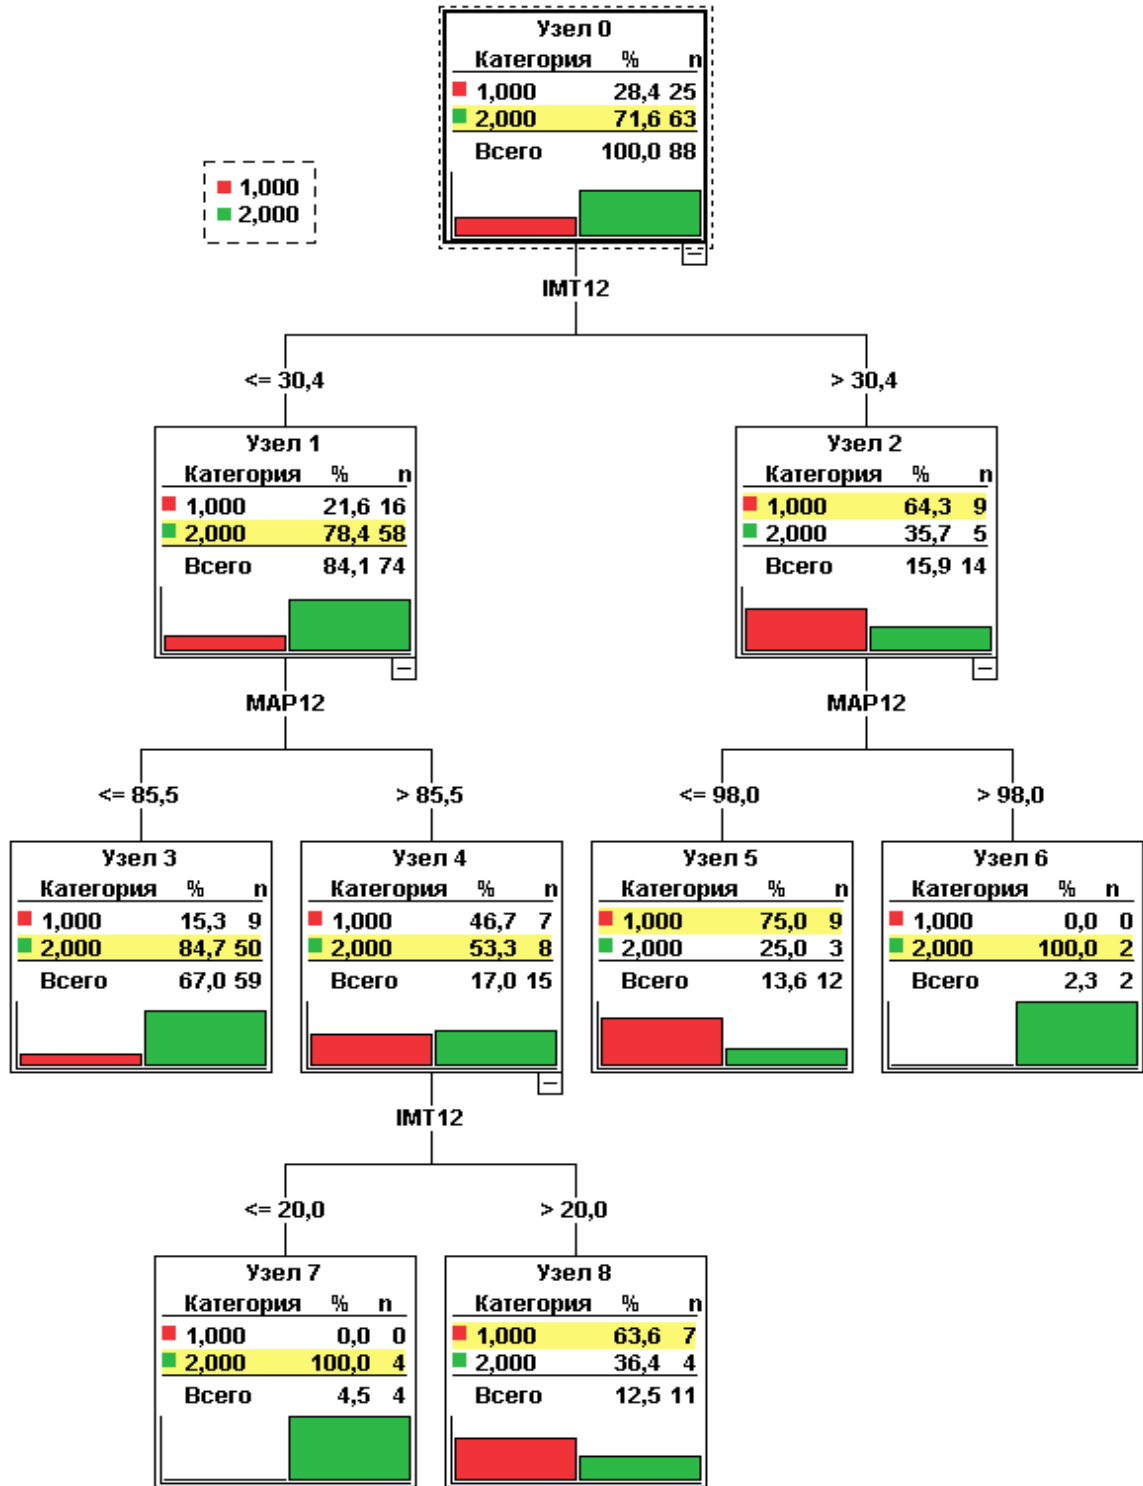 Узел 0
Категория % n
1,000 28,4 25
2,000 71,6 63
Всего 100,0 88
1,000
2,000
IMT12
<= 30,4
> 30,4
Узел 1
Категория % n
1,000 21,6 16
2,000 78,4 58
Всего 84,1 74
Узел 2
Категория % n
1,000 64,3 9
2,000 35,7 5
Всего 15,9 14
MAP12
MAP12
<= 85,5
> 85,5
<= 98,0
> 98,0
Узел 3
Категория % n
1,000 15,3 9
2,000 84,7 50
Всего 67,0 59
Узел 4
Категория % n
1,000 46,7 7
2,000 53,3 8
Всего 17,0 15
Узел 5
Категория % n
1,000 75,0 9
2,000 25,0 3
Всего 13,6 12
Узел 6
Категория % n
1,000 0,0 0
2,000 100,0 2
Всего 2,3 2
IMT12
<= 20,0
> 20,0
Узел 7
Категория % n
1,000 0,0 0
2,000 100,0 4
Всего 4,5 4
Узел 8
Категория % n
1,000 63,6 7
2,000 36,4 4
Всего 12,5 11